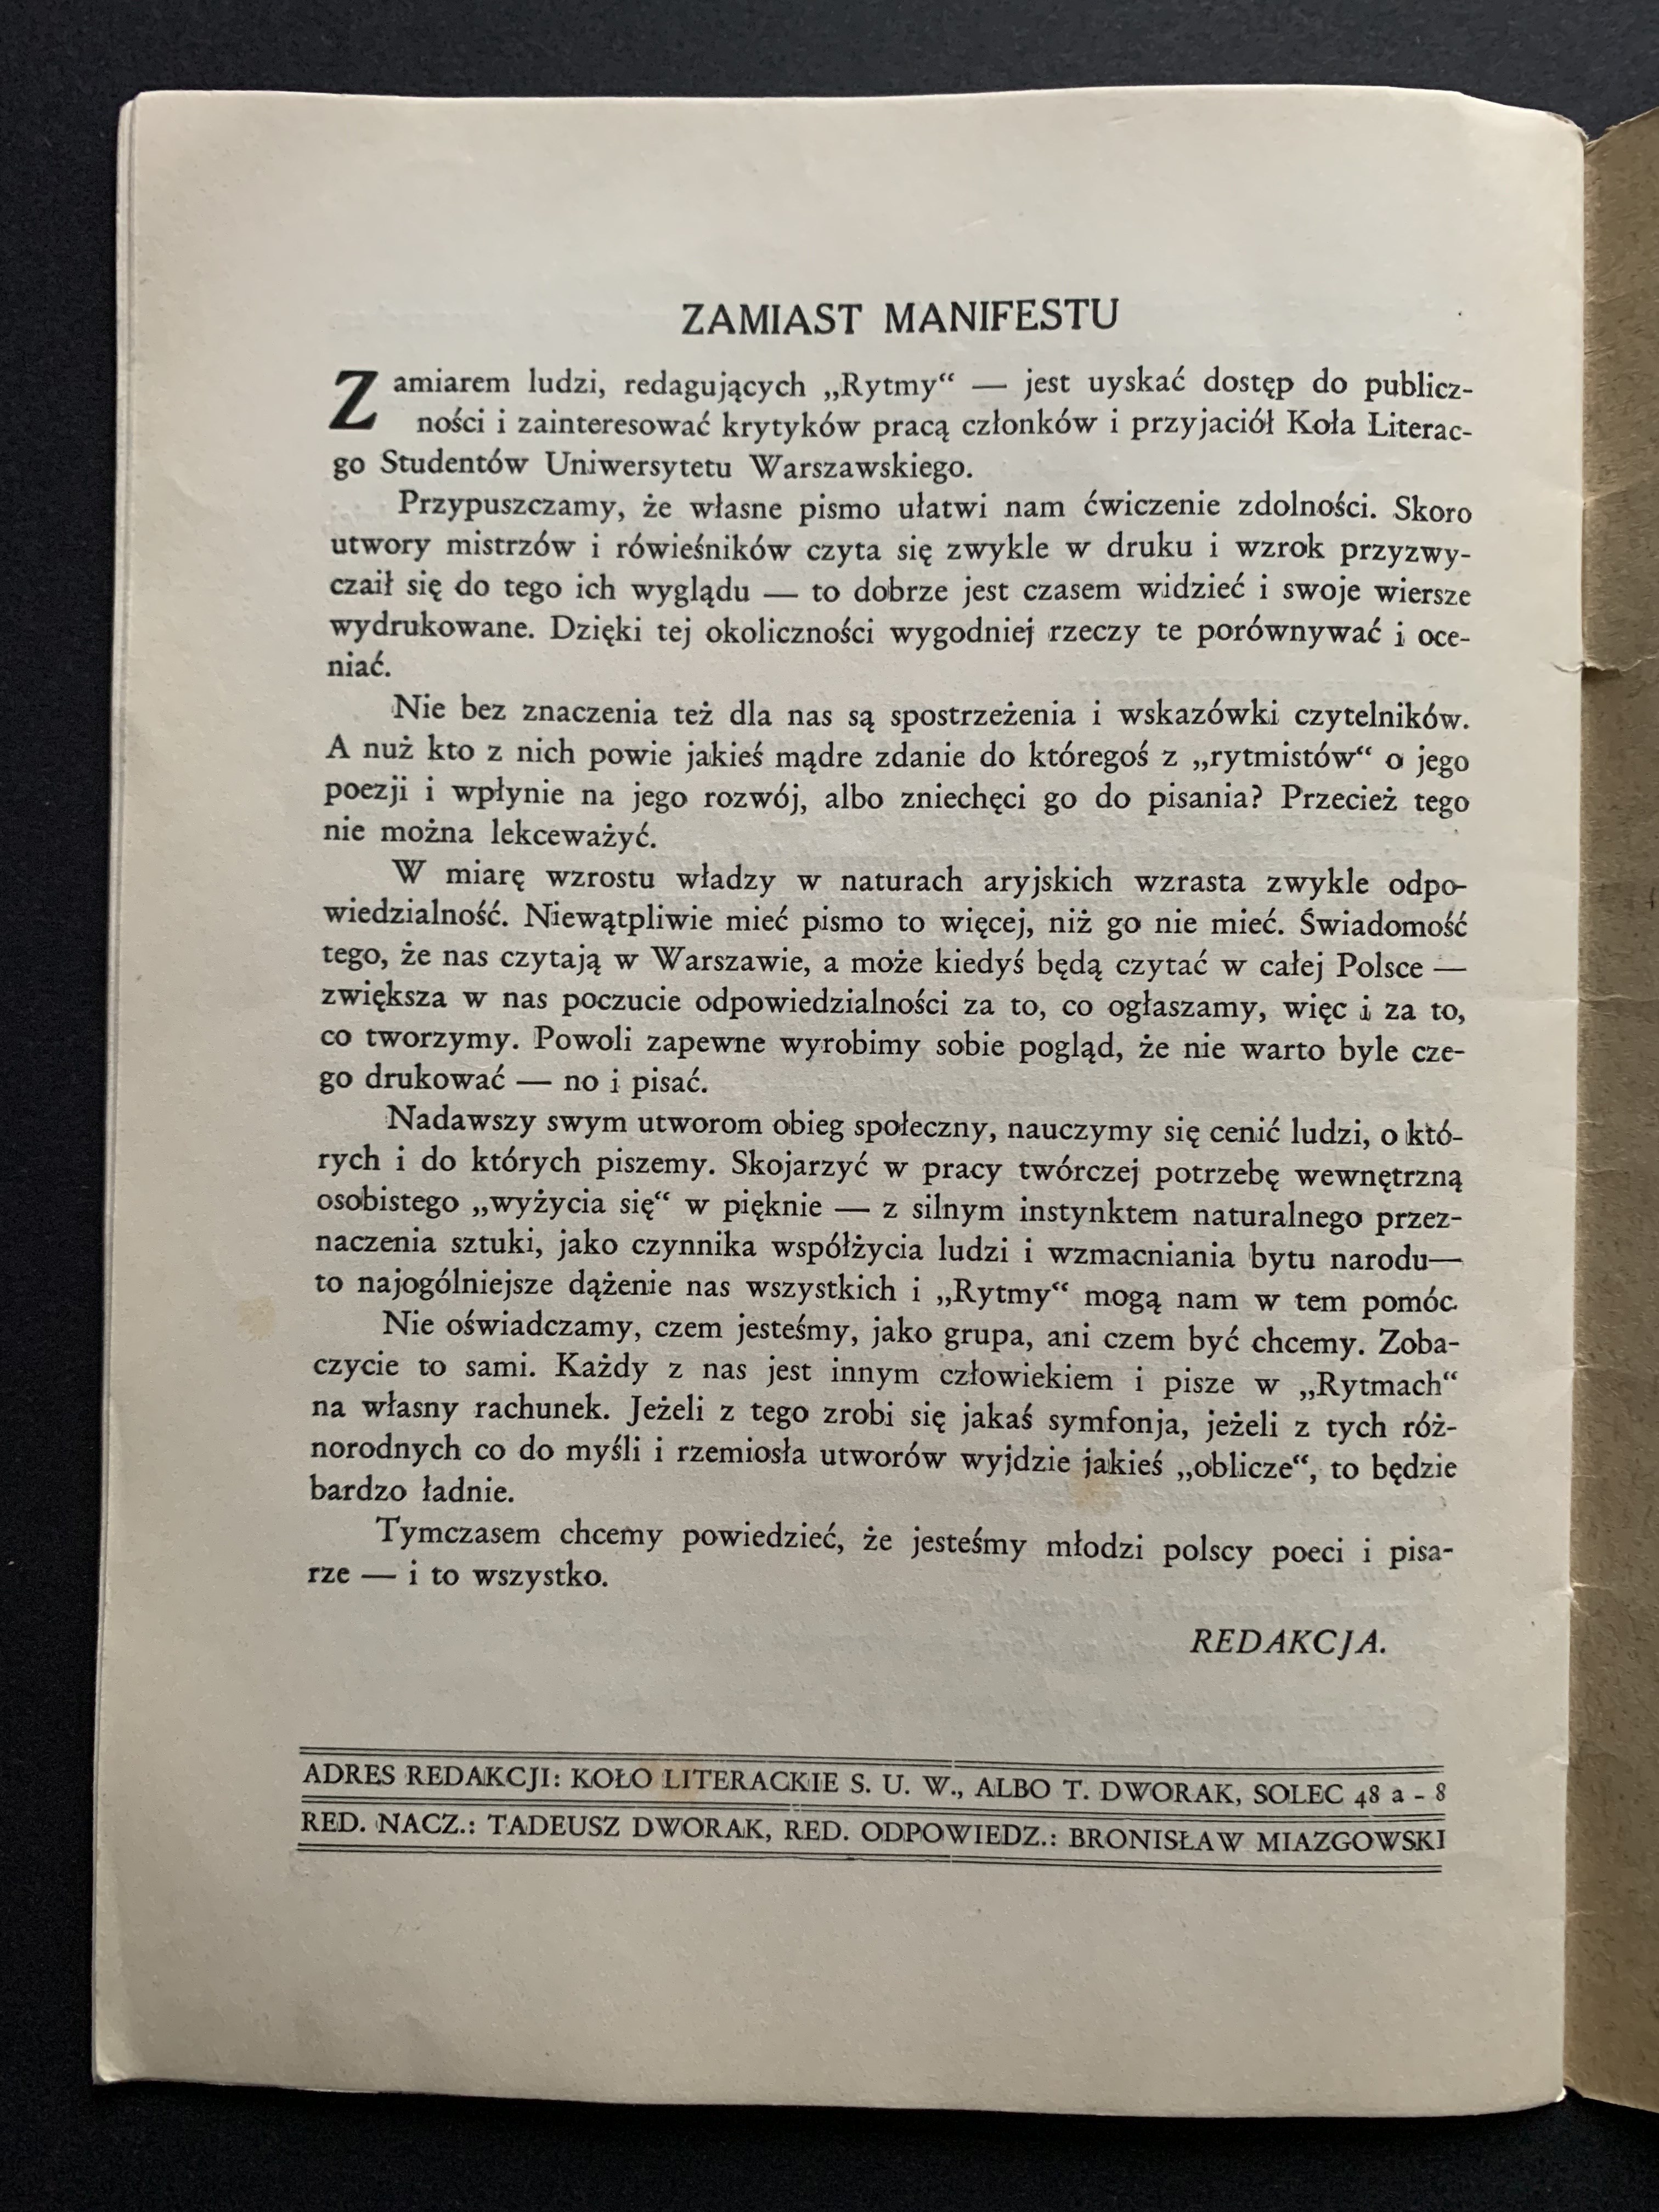 ZAMIAST MANIFESTU
Zamiarem ludzi, redagujących „Rytmy“ — jest uyskać dostęp do publicz-
ności i zainteresować krytyków pracą członków i przyjaciół Koła Literac-
go Studentów Uniwersytetu Warszawskiego.
Przypuszczamy, że własne pismo ułatwi nam ćwiczenie zdolności. Skoro
utwory mistrzów i rówieśników czyta się zwykle w druku i wzrok przyzwy-
czaił się do tego ich wyglądu — to dobrze jest czasem widzieć i swoje wiersze
wydrukowane. Dzięki tej okoliczności wygodniej rzeczy te porównywać i oce-
niać.
Nie bez znaczenia też dla nas są spostrzeżenia i wskazówki czytelników.
A nuż kto z nich powie jakieś mądre zdanie do któregoś z „rytmistów“ o jego
poezji i wpłynie na jego rozwój, albo zniechęci go do pisania? Przecież tego
nie można lekceważyć.
W miarę wzrostu władzy w naturach aryjskich wzrasta zwykle odpo-
wiedzialność. Niewątpliwie mieć pismo to więcej, niż go nie mieć. Świadomość
tego, że nas czytają w Warszawie, a może kiedyś będą czytać w całej Polsce —
zwiększa w nas poczucie odpowiedzialności za to, co ogłaszamy, więc i za to,
co tworzymy. Powoli zapewne wyrobimy sobie pogląd, że nie warto byle cze-
go drukować — no i pisać.
Nadawszy swym utworom obieg społeczny, nauczymy się cenić ludzi, o któ-
rych i do których piszemy. Skojarzyć w pracy twórczej potrzebę wewnętrzną
osobistego „wyżycia się“ w pięknie — z silnym instynktem naturalnego przez-
naczenia sztuki, jako czynnika współżycia ludzi i wzmacniania bytu narodu—
to najogólniejsze dążenie nas wszystkich i „Rytmy“ mogą nam w tem pomóc.
Nie oświadczamy, czem jesteśmy, jako grupa, ani czem być chcemy. Zoba-
czycie to sami. Każdy z nas jest innym człowiekiem i pisze w „Rytmach“
na własny rachunek. Jeżeli z tego zrobi się jakaś symfonja, jeżeli z tych róż-
norodnych co do myśli i rzemiosła utworów wyjdzie jakieś „oblicze“, to będzie
bardzo ładnie.
Tymczasem chcemy powiedzieć, że jesteśmy młodzi polscy poeci i pisa-
rze — i to wszystko.
REDAKCJA.
ADRES REDAKCJI: KOŁO LITERACKIE S. U. W., ALBO T. DWORAK, SOLEC 48 a - 8
RED. NACZ.: TADEUSZ DWORAK, RED. ODPOWIEDZ.: BRONISŁAW MIAZGOWSKI